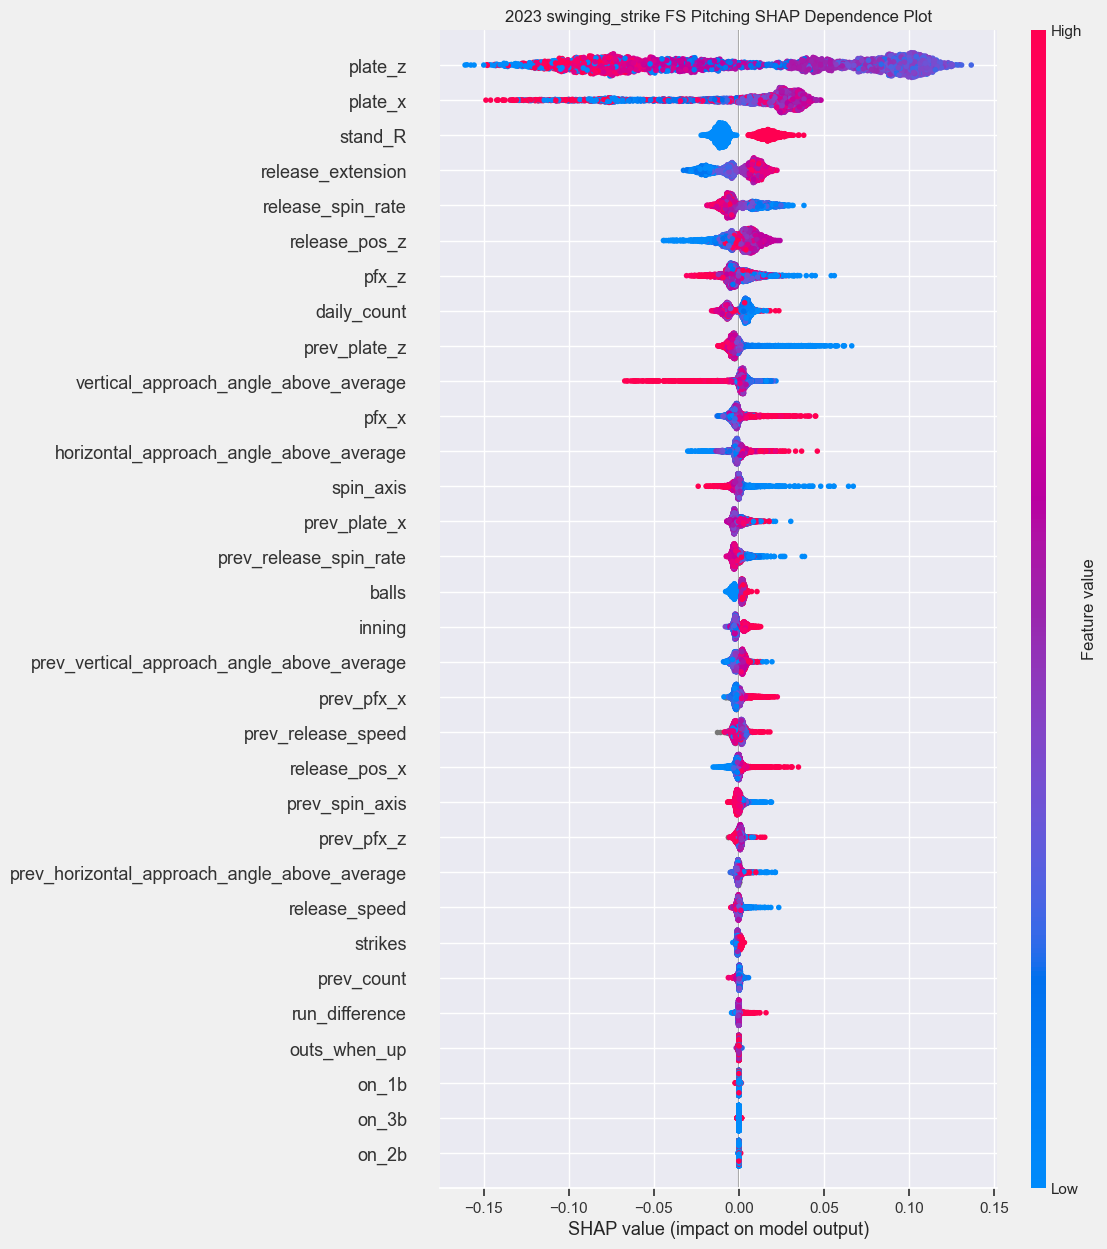 2023 swinging_strike FS Pitching SHAP Dependence Plot
High
plate_z
plate_x
stand_R
release_extension
release_spin_rate
release_pos_z
pfx_z
daily_count
prev_plate_z
vertical_approach_angle_above_average
pfx_x
horizontal_approach_angle_above_average
spin_axis
prev_plate_x
prev_release_spin_rate
balls
inning
prev_vertical_approach_angle_above_average
prev_pfx_x
prev_release_speed
release_pos_x
prev_spin_axis
prev_pfx_z
prev_horizontal_approach_angle_above_average
release_speed
strikes
prev_count
run_difference
outs_when_up
on_1b
on_3b
on_2b
Feature value
Low
−0.15 −0.10 −0.05 0.00 0.05 0.10 0.15
SHAP value (impact on model output)